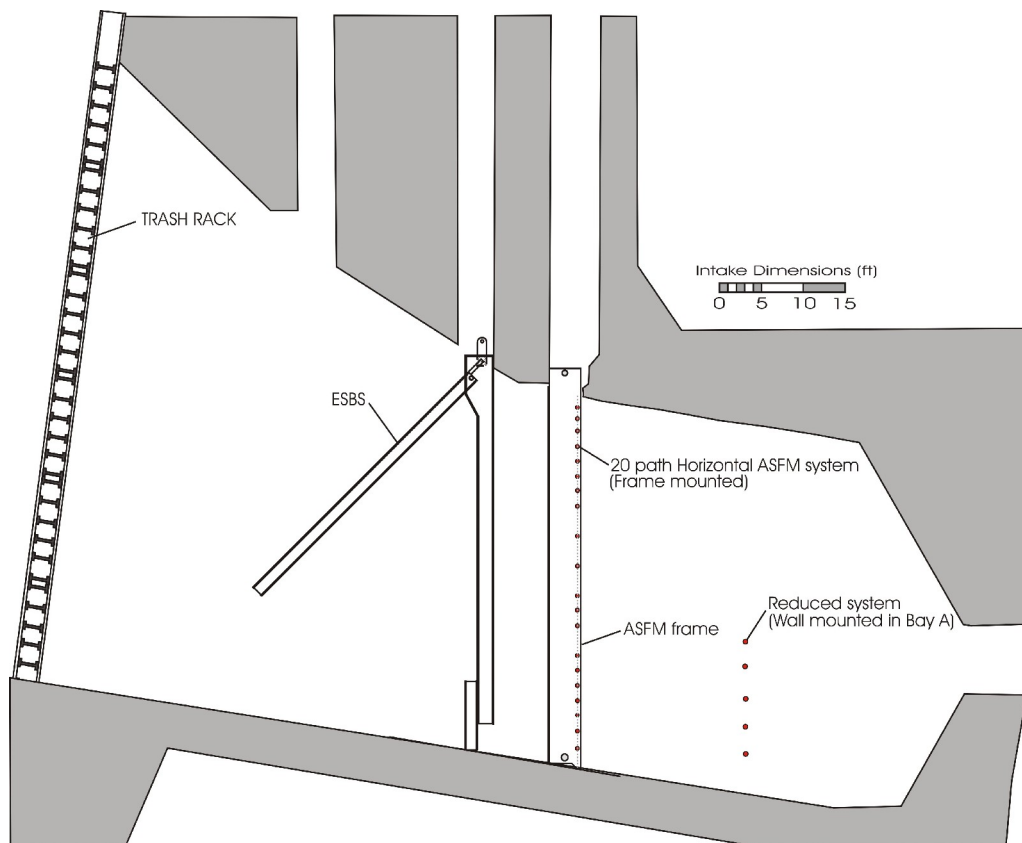 TRASH RACK
Intake Dimensions (ft)
0 5 10 15
ESBS
20 path Horizontal ASFM system
(Frame mounted)
Reduced system
(Wall mounted in Bay A)
ASFM frame